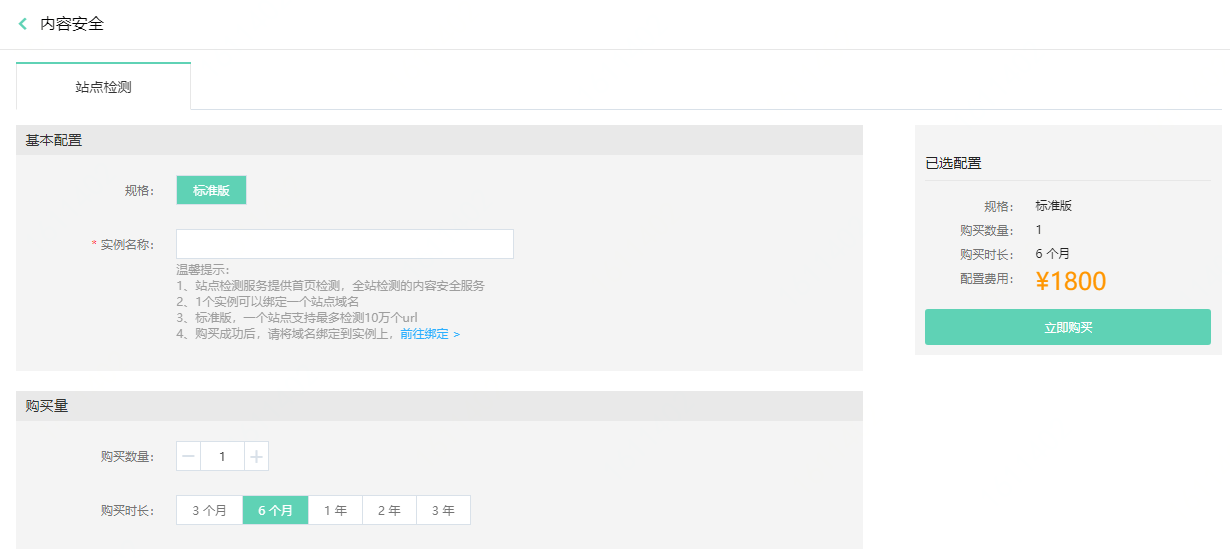 内容安全
站点检测
基本配置
规格：
标准版
* 实例名称：
温馨提示：
1、站点检测服务提供首页检测，全站检测的内容安全服务
2、1个实例可以绑定一个站点域名
3、标准版，一个站点支持最多检测10万个url
4、购买成功后，请将域名绑定到实例上，前往绑定 >
购买量
购买数量：
1
购买时长：
3 个月 6 个月 1 年 2 年 3 年
已选配置
规格： 标准版
购买数量： 1
购买时长： 6 个月
配置费用： ¥1800
立即购买